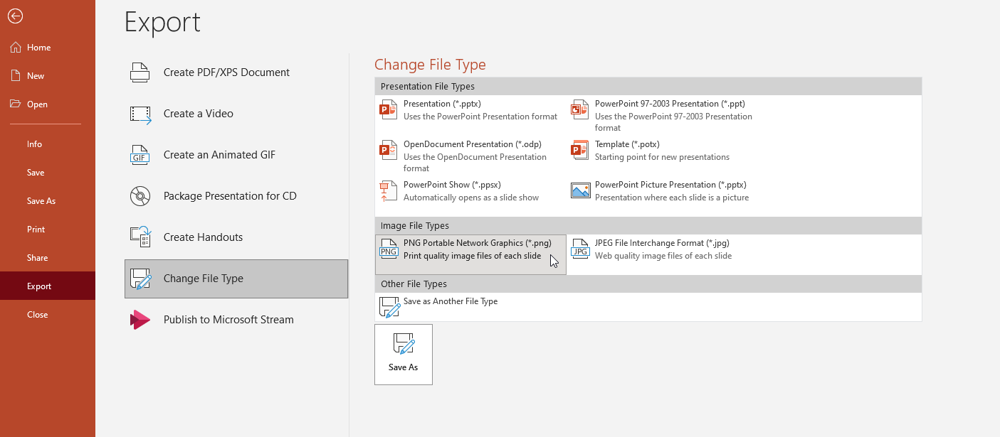 Export
Home
New
Open
Info
Save
Save As
Print
Share
Export
Close
Create PDF/XPS Document
Create a Video
GIF
Create an Animated GIF
Package Presentation for CD
Create Handouts
Change File Type
Publish to Microsoft Stream
Change File Type
Presentation File Types
P
Presentation (*.pptx)
Uses the PowerPoint Presentation format
PowerPoint 97-2003 Presentation (*.ppt)
Uses the PowerPoint 97-2003 Presentation
format
P
OpenDocument Presentation (*.odp)
Uses the OpenDocument Presentation
format
P
Template (*.potx)
Starting point for new presentations
PowerPoint Show (*.ppsx)
Automatically opens as a slide show
PowerPoint Picture Presentation (*.pptx)
Presentation where each slide is a picture
Image File Types
PNG
PNG Portable Network Graphics (*.png)
Print quality image files of each slide
JPG
JPEG File Interchange Format (*.jpg)
Web quality image files of each slide
Other File Types
Save as Another File Type
Save As